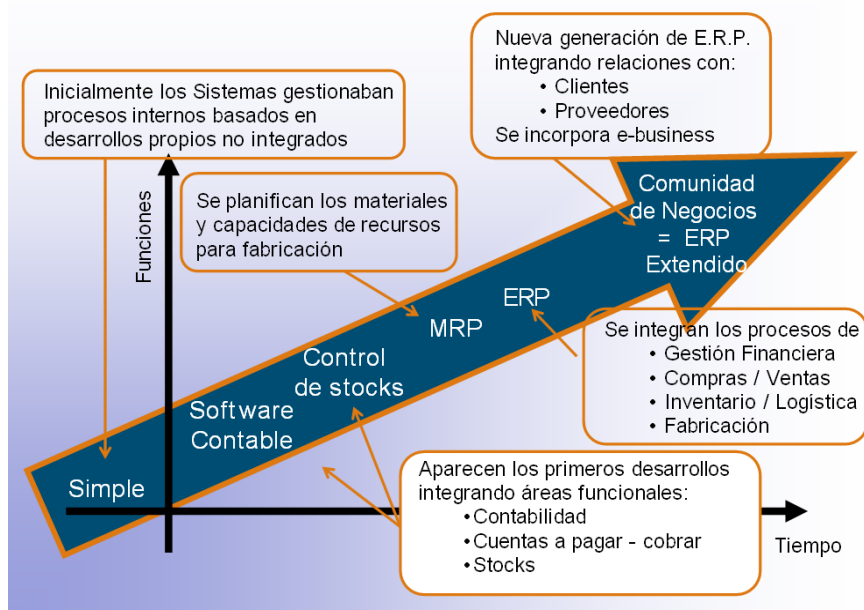 Nueva generación de E.R.P.
integrando relaciones con:
• Clientes
• Proveedores
Se incorpora e-business
Inicialmente los Sistemas gestionaban
procesos internos basados en
desarrollos propios no integrados
Se planifican los materiales
y capacidades de recursos
para fabricación
Funciones
Comunidad
de Negocios
= ERP
Extendido
ERP
MRP
Control
de stocks
Software
Contable
Simple
Se integran los procesos de
• Gestión Financiera
• Compras / Ventas
• Inventario / Logística
• Fabricación
Aparecen los primeros desarrollos
integrando áreas funcionales:
•Contabilidad
•Cuentas a pagar - cobrar
•Stocks
Tiempo